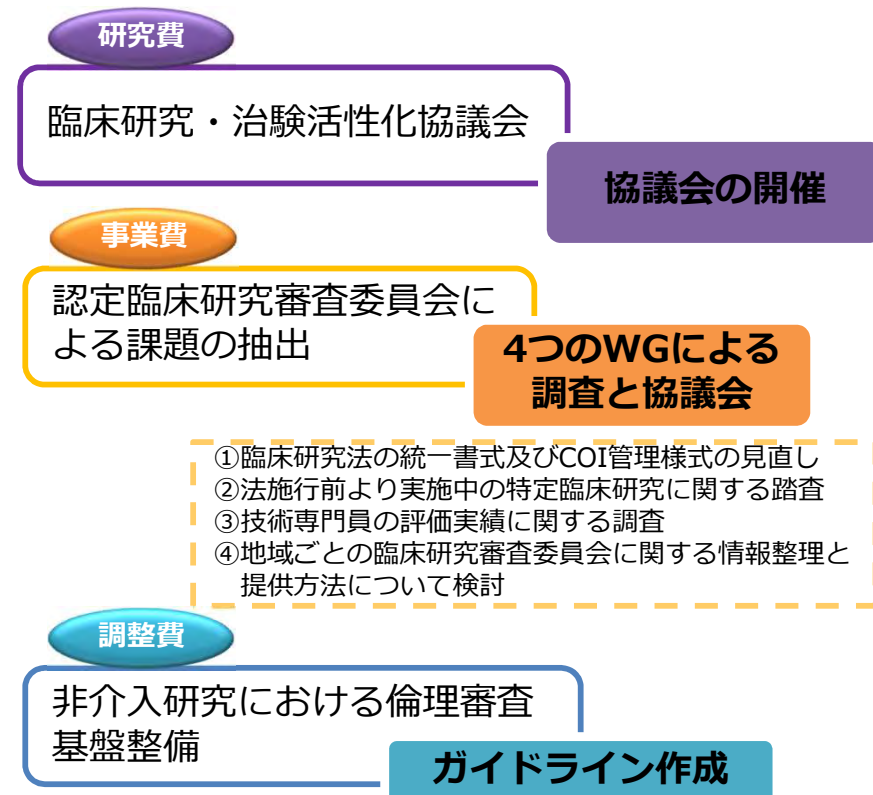 研究費
臨床研究・治験活性化協議会
協議会の開催
事業費
認定臨床研究審査委員会に
よる課題の抽出
4つのWGによる
調査と協議会
①臨床研究法の統一書式及びCOI管理様式の見直し
②法施行前より実施中の特定臨床研究に関する踏査
③技術専門員の評価実績に関する調査
④地域ごとの臨床研究審査委員会に関する情報整理と
提供方法について検討
調整費
非介入研究における倫理審査
基盤整備
ガイドライン作成